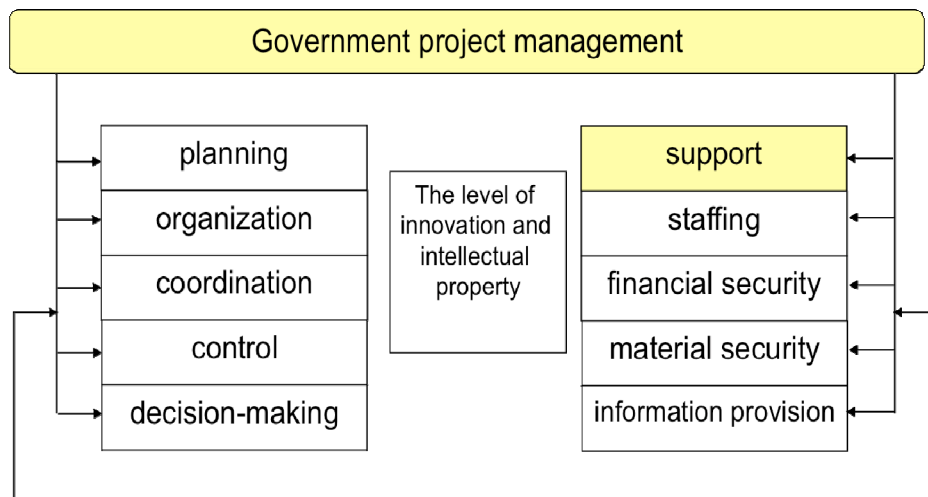 Government project management
planning
organization
coordination
control
decision-making
The level of
innovation and
intellectual
property
support
staffing
financial security
material security
information provision